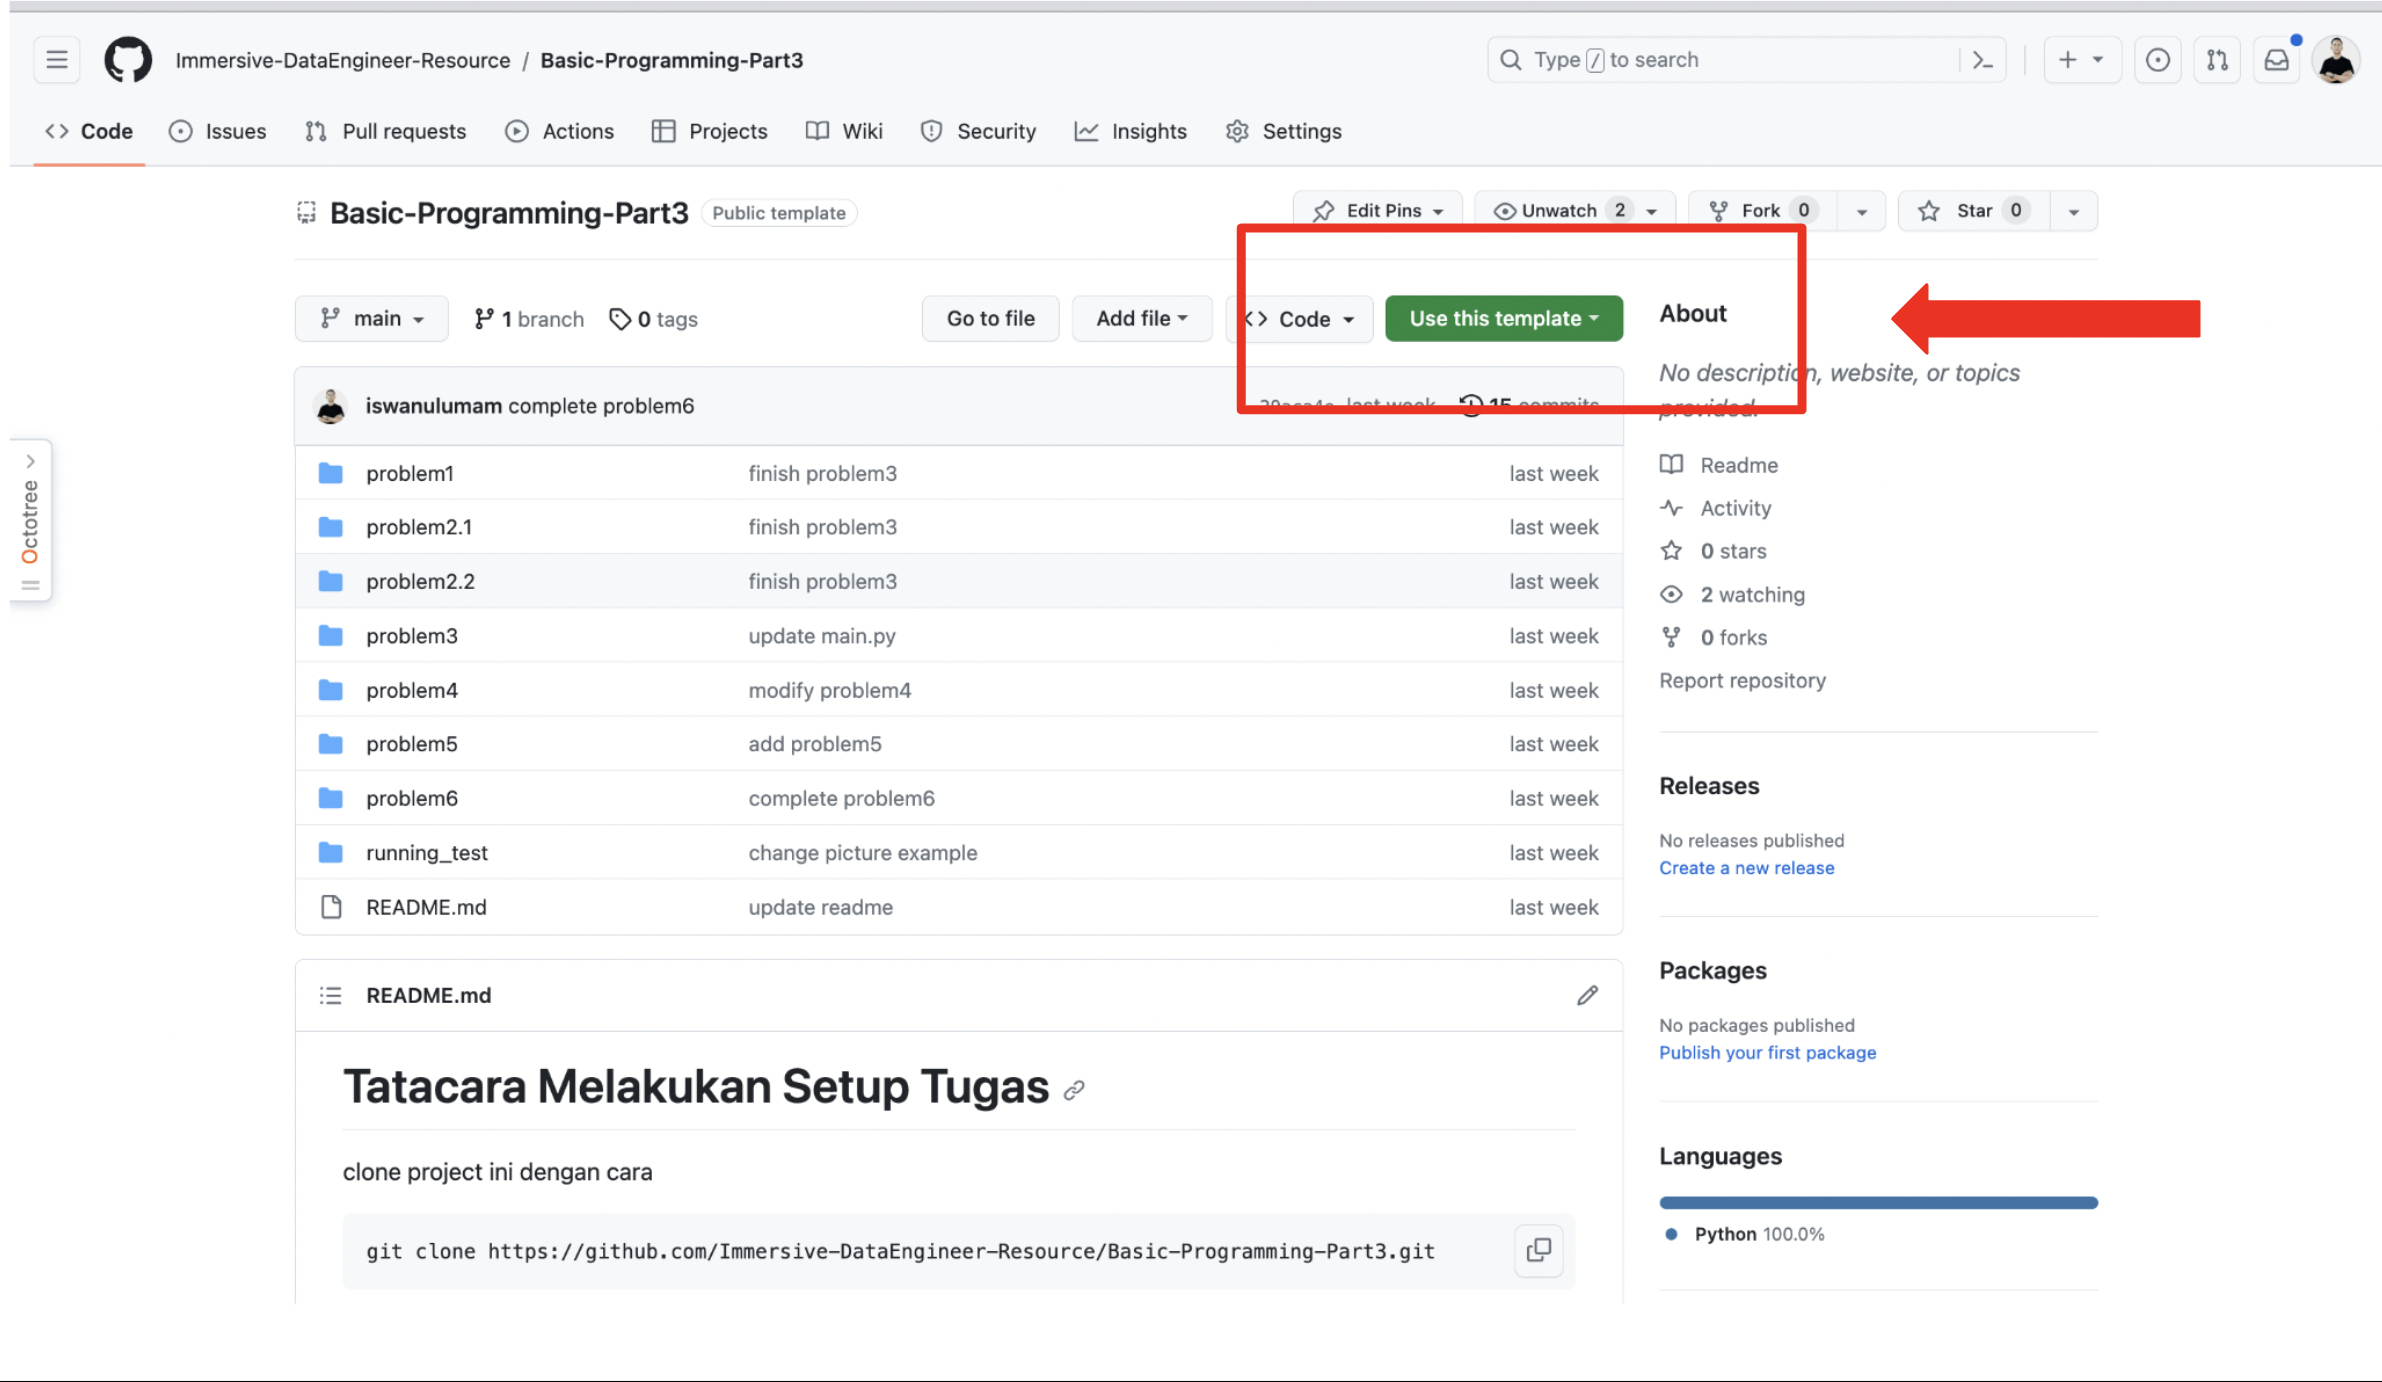 Immersive-DataEngineer-Resource / Basic-Programming-Part3
Type / to search
Code Issues Pull requests Actions Projects Wiki Security Insights Settings
Basic-Programming-Part3 Public template
Edit Pins Unwatch 2 Fork 0 Star 0
main 1 branch 0 tags Go to file Add file <> Code Use this template
iswanulumam complete problem6 last week 15 commits
problem1 finish problem3 last week
problem2.1 finish problem3 last week
problem2.2 finish problem3 last week
problem3 update main.py last week
problem4 modify problem4 last week
problem5 add problem5 last week
problem6 complete problem6 last week
running_test change picture example last week
README.md update readme last week
Octotree
README.md
Tatacara Melakukan Setup Tugas
clone project ini dengan cara
git clone https://github.com/Immersive-DataEngineer-Resource/Basic-Programming-Part3.git
About
No description, website, or topics
provided.
Readme
Activity
0 stars
2 watching
0 forks
Report repository
Releases
No releases published
Create a new release
Packages
No packages published
Publish your first package
Languages
Python 100.0%